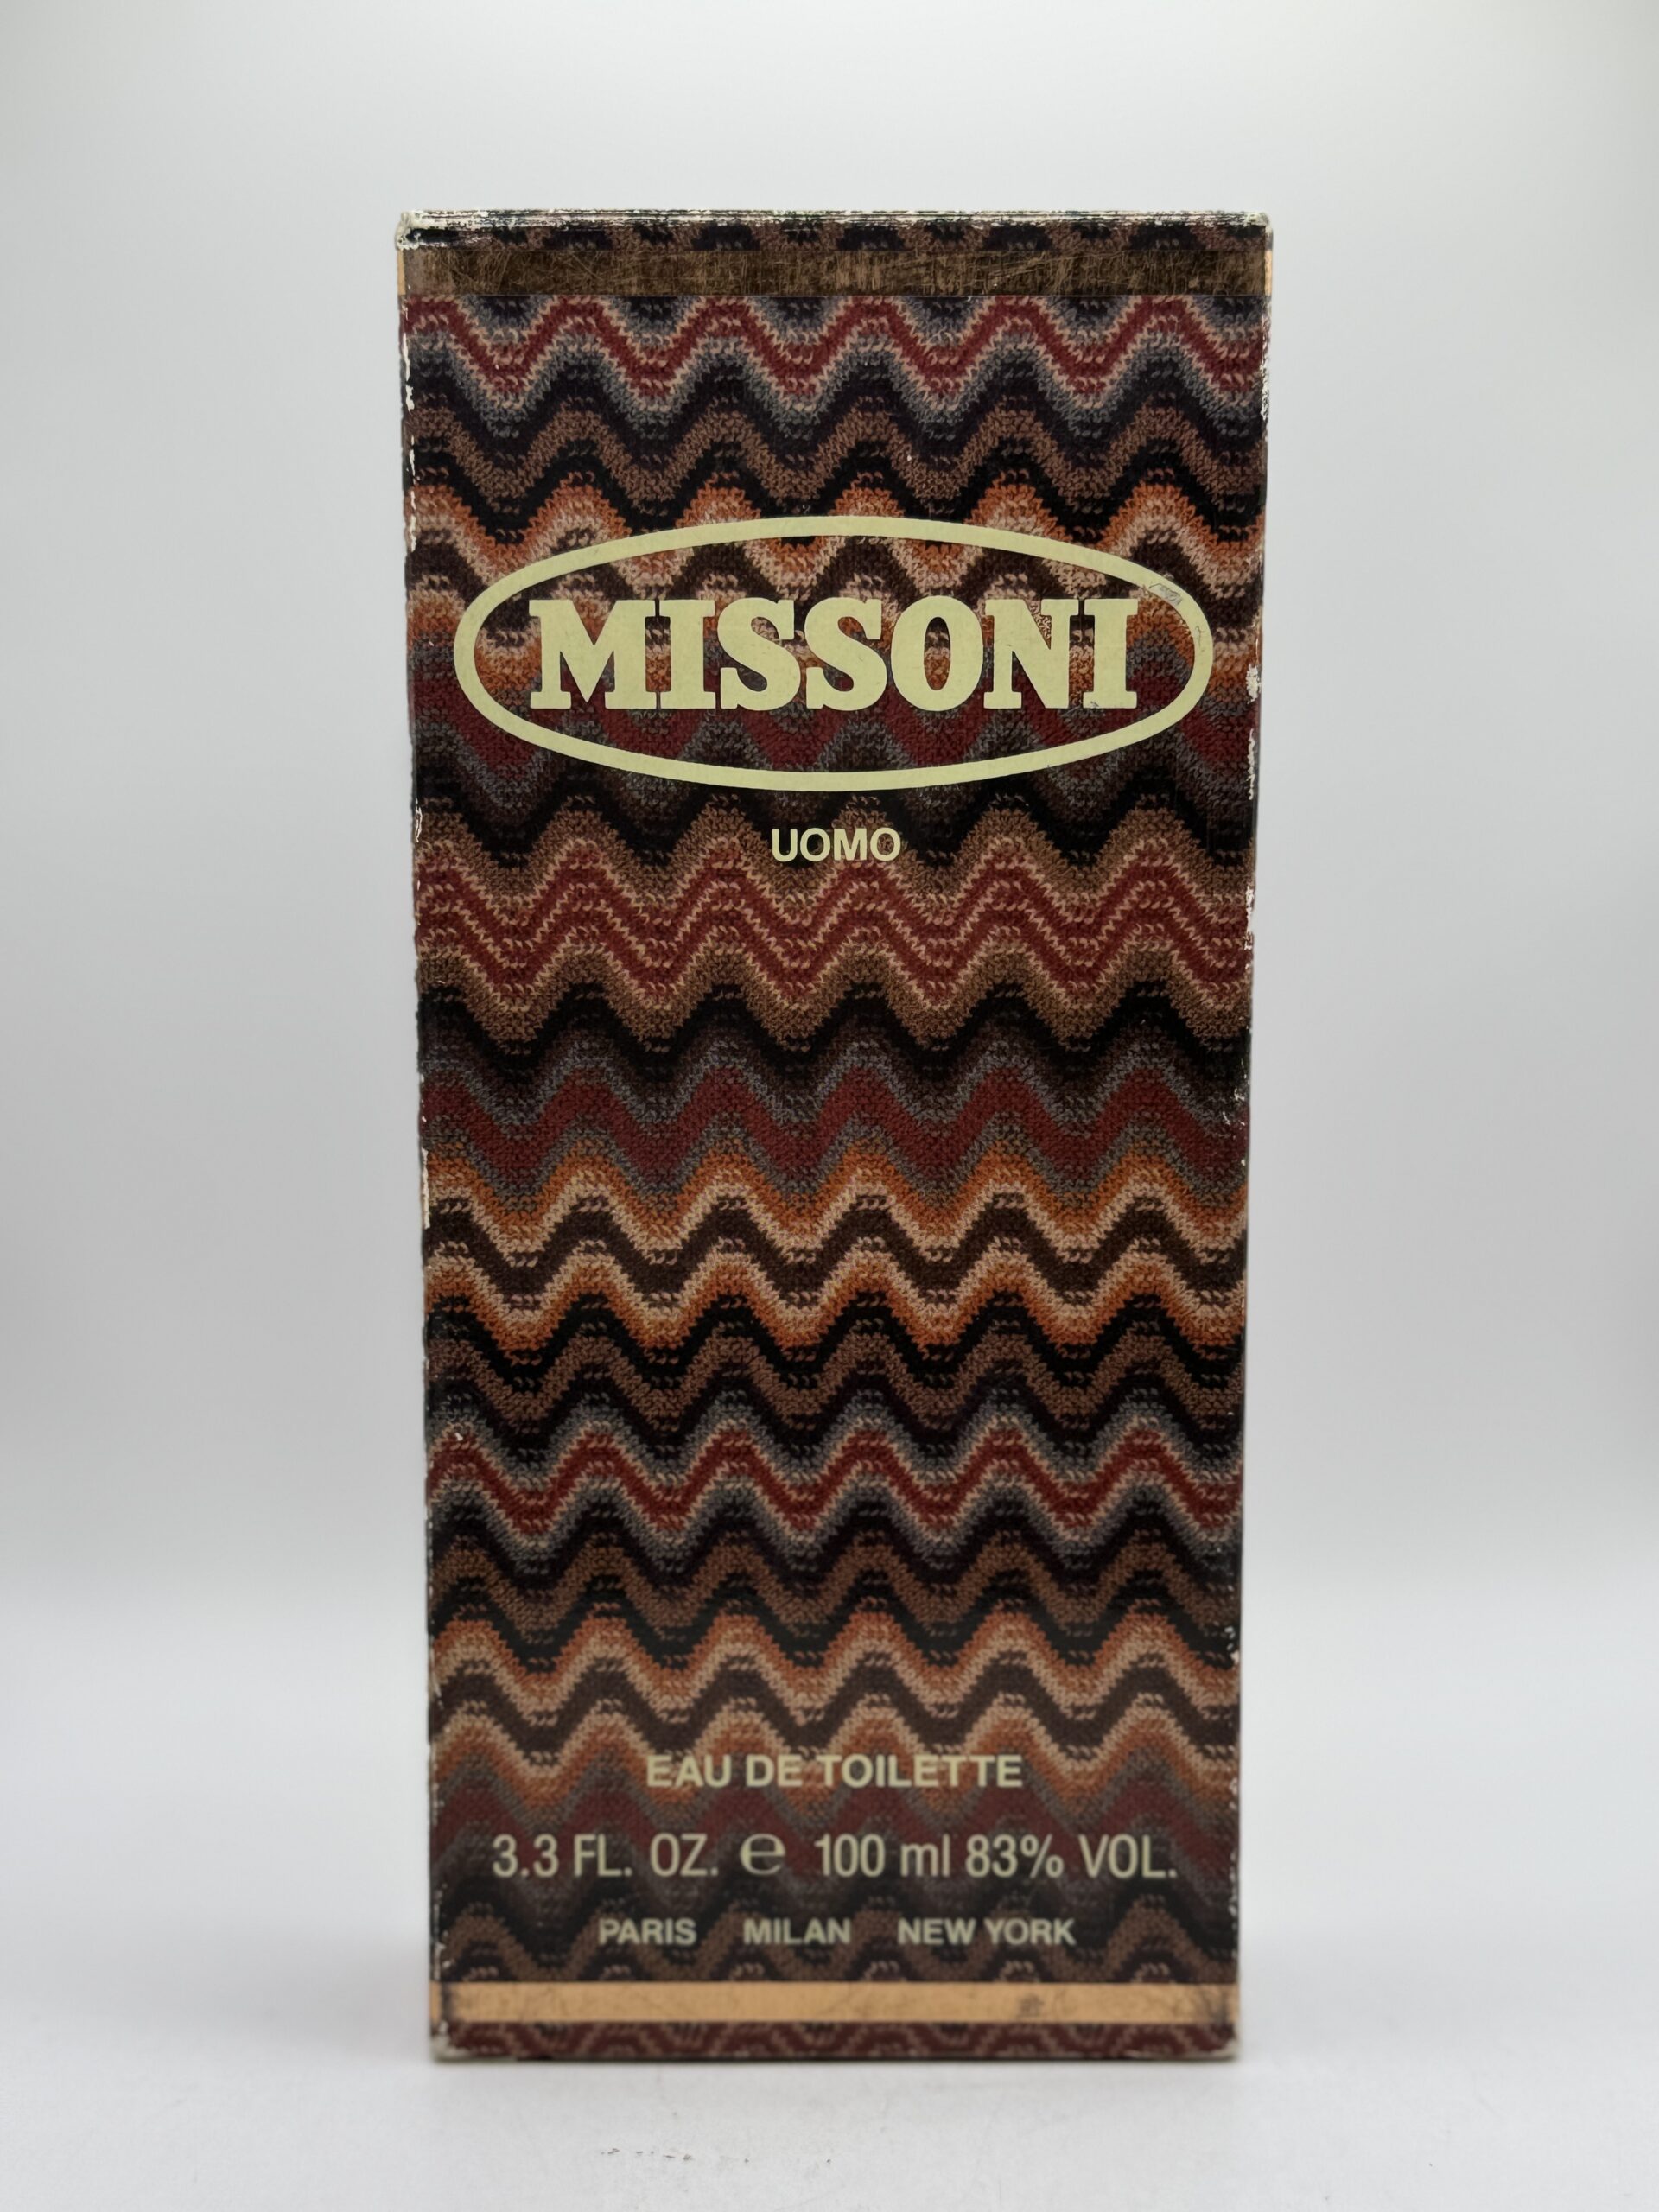 MISSONI
UOMO
EAU DE TOILETTE
3.3 FL. OZ. ℮ 100 ml 83% VOL.
PARIS MILAN NEW YORK